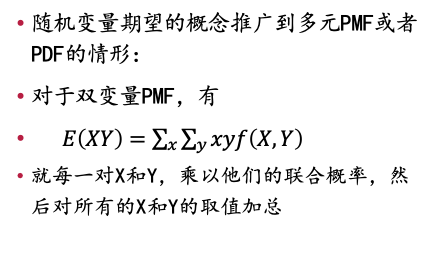 • 随机变量期望的概念推广到多元PMF或者
PDF的情形：
• 对于双变量PMF，有
• E(XY) = ∑ₓ ∑ᵧ xyf(X, Y)
• 就每一对X和Y，乘以他们的联合概率，然
后对所有的X和Y的取值加总